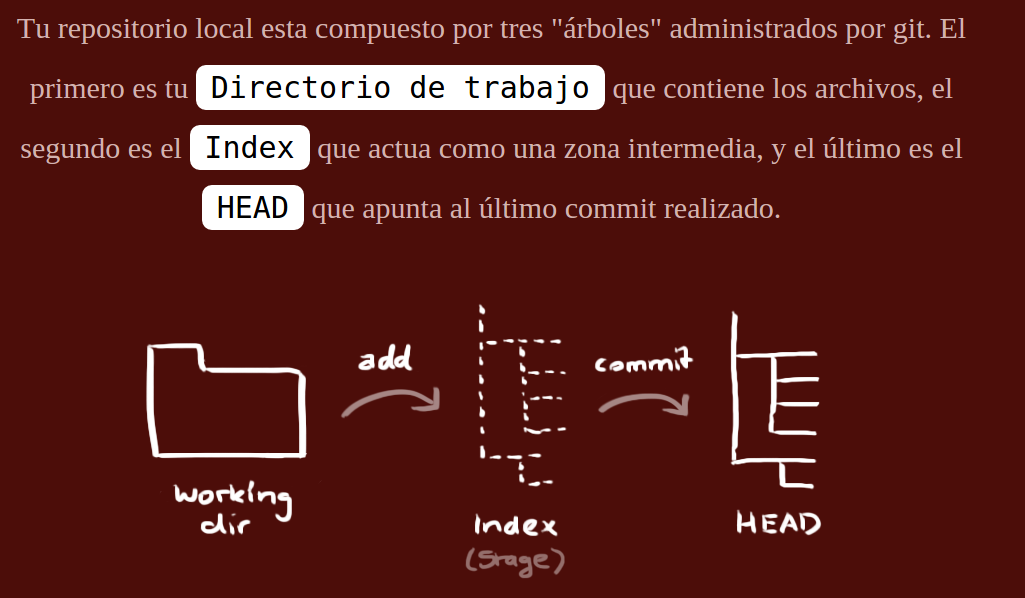 Tu repositorio local esta compuesto por tres "árboles" administrados por git. El
primero es tu Directorio de trabajo que contiene los archivos, el
segundo es el Index que actua como una zona intermedia, y el último es el
HEAD que apunta al último commit realizado.
add
commit
working
dir
Index
(Stage)
HEAD